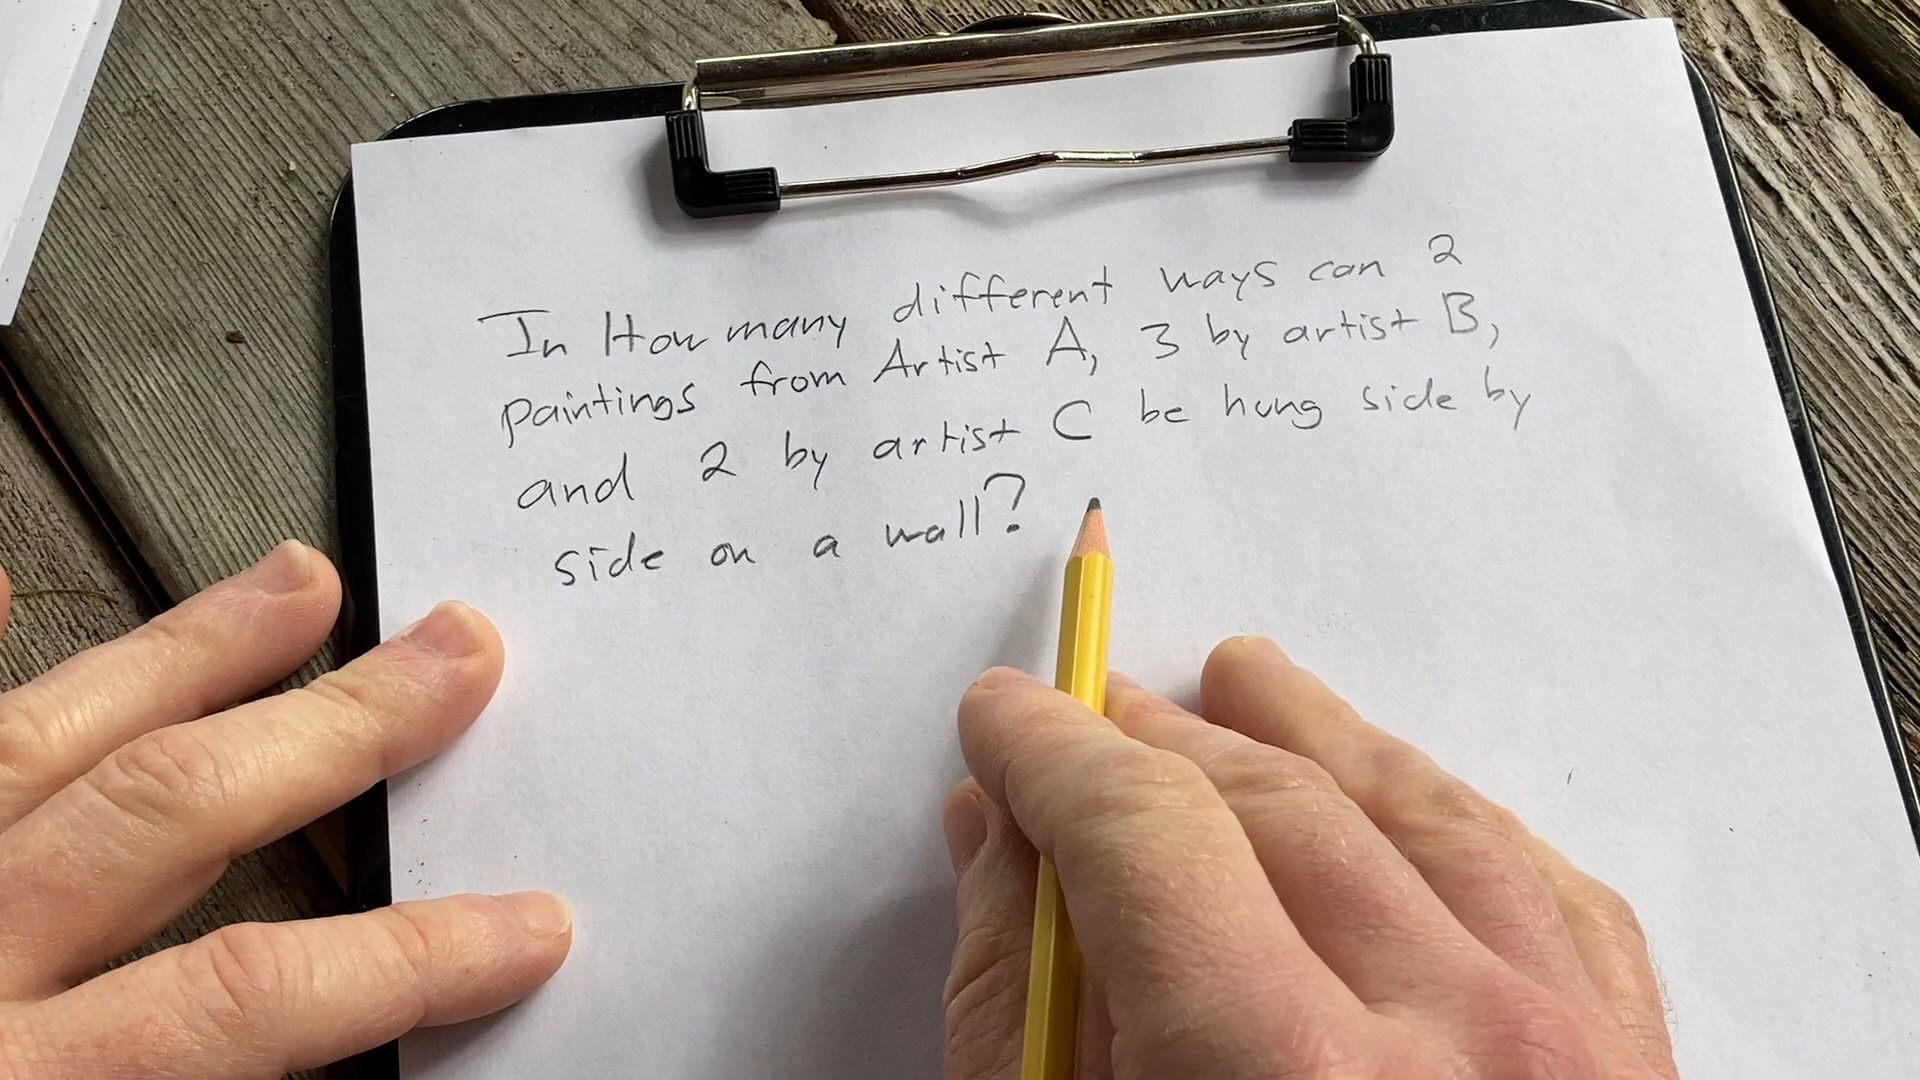 In How many different ways can 2
paintings from Artist A, 3 by artist B,
and 2 by artist C be hung side by
side on a wall?